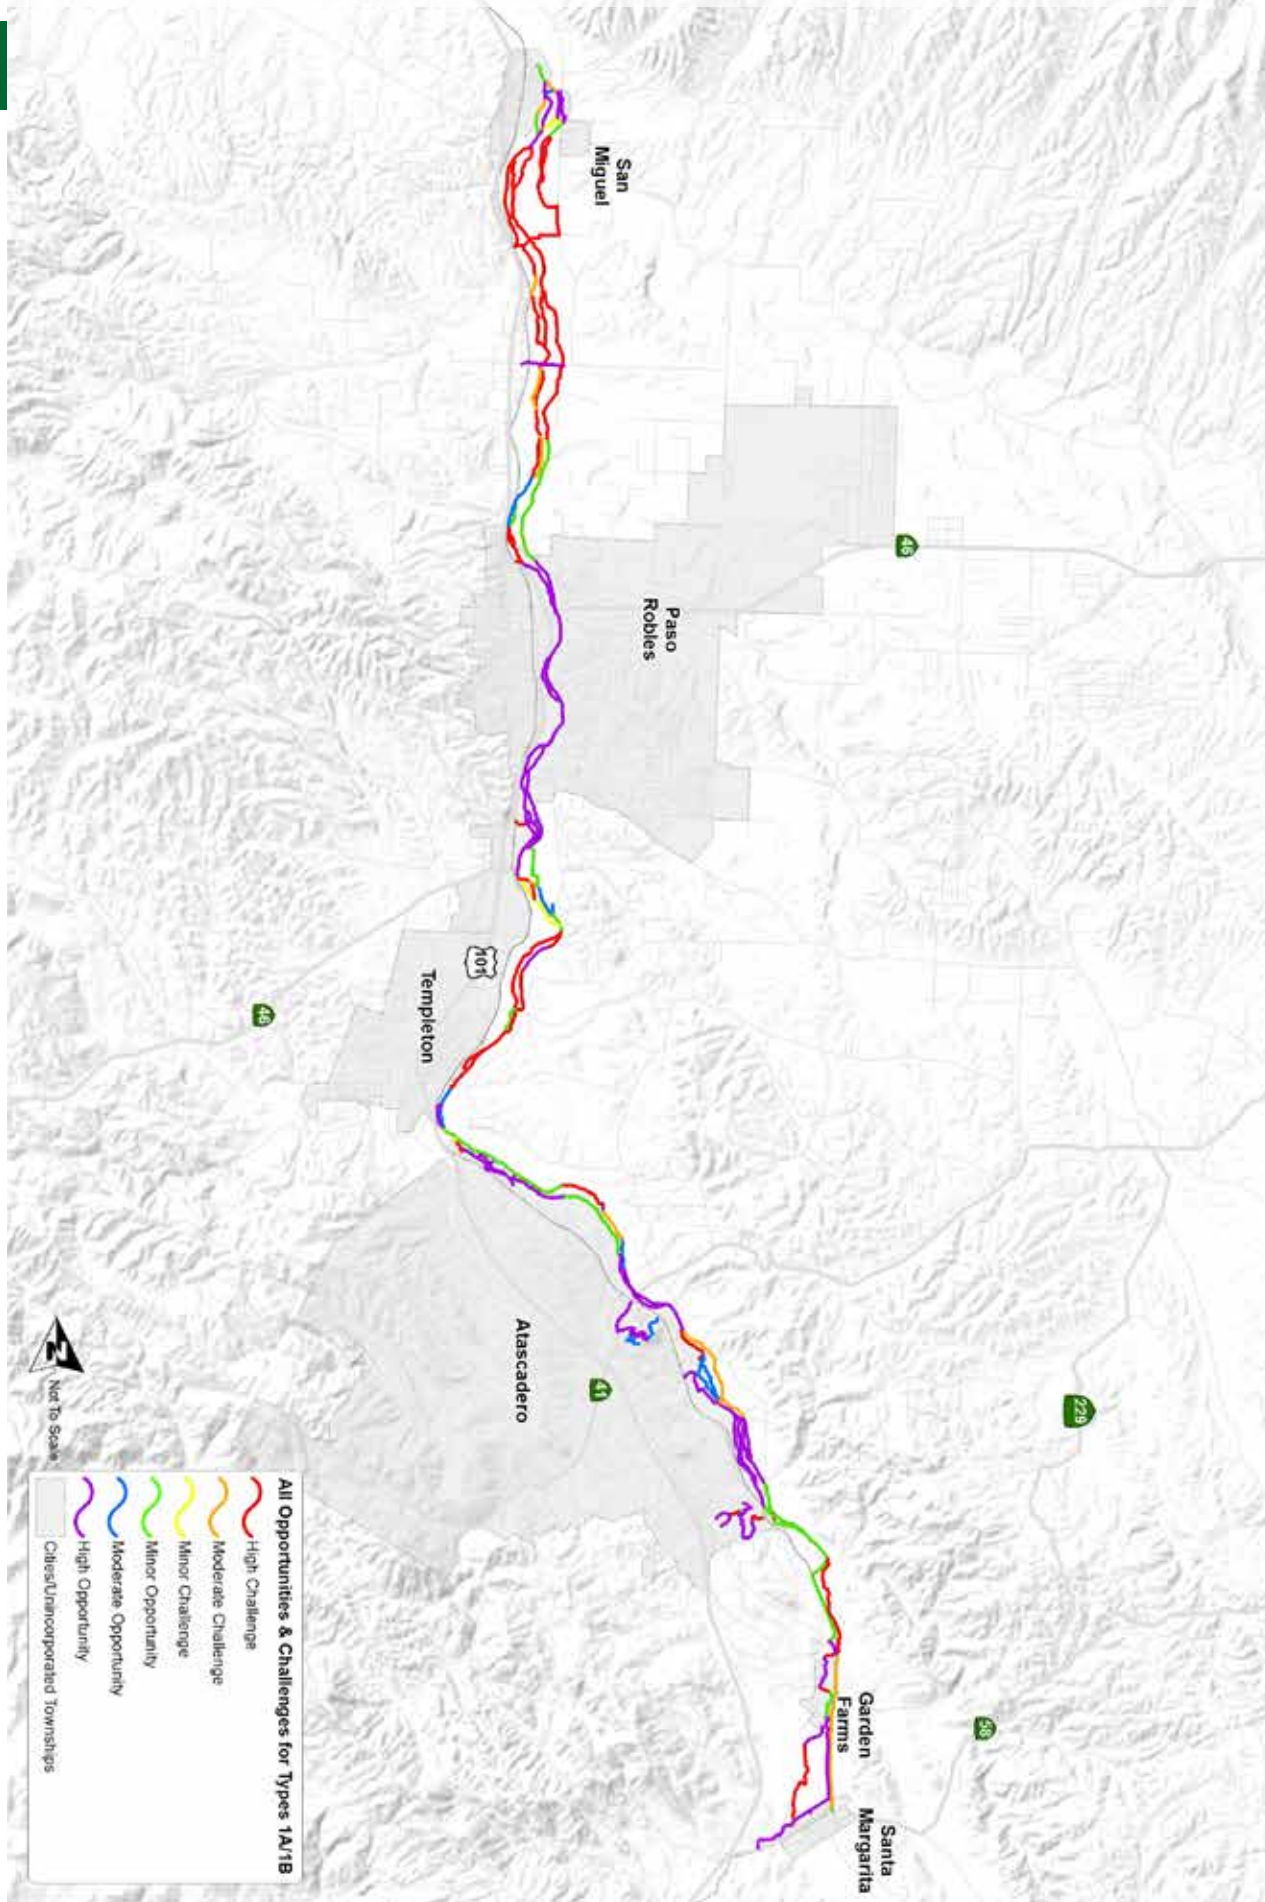 San
Miguel
Paso
Robles
46
101
Templeton
46
Atascadero
41
229
Garden
Farms
58
Santa
Margarita
Z
Not To Scale
All Opportunities & Challenges for Types 1A/1B
High Challenge
Moderate Challenge
Minor Challenge
Minor Opportunity
Moderate Opportunity
High Opportunity
Cities/Unincorporated Townships